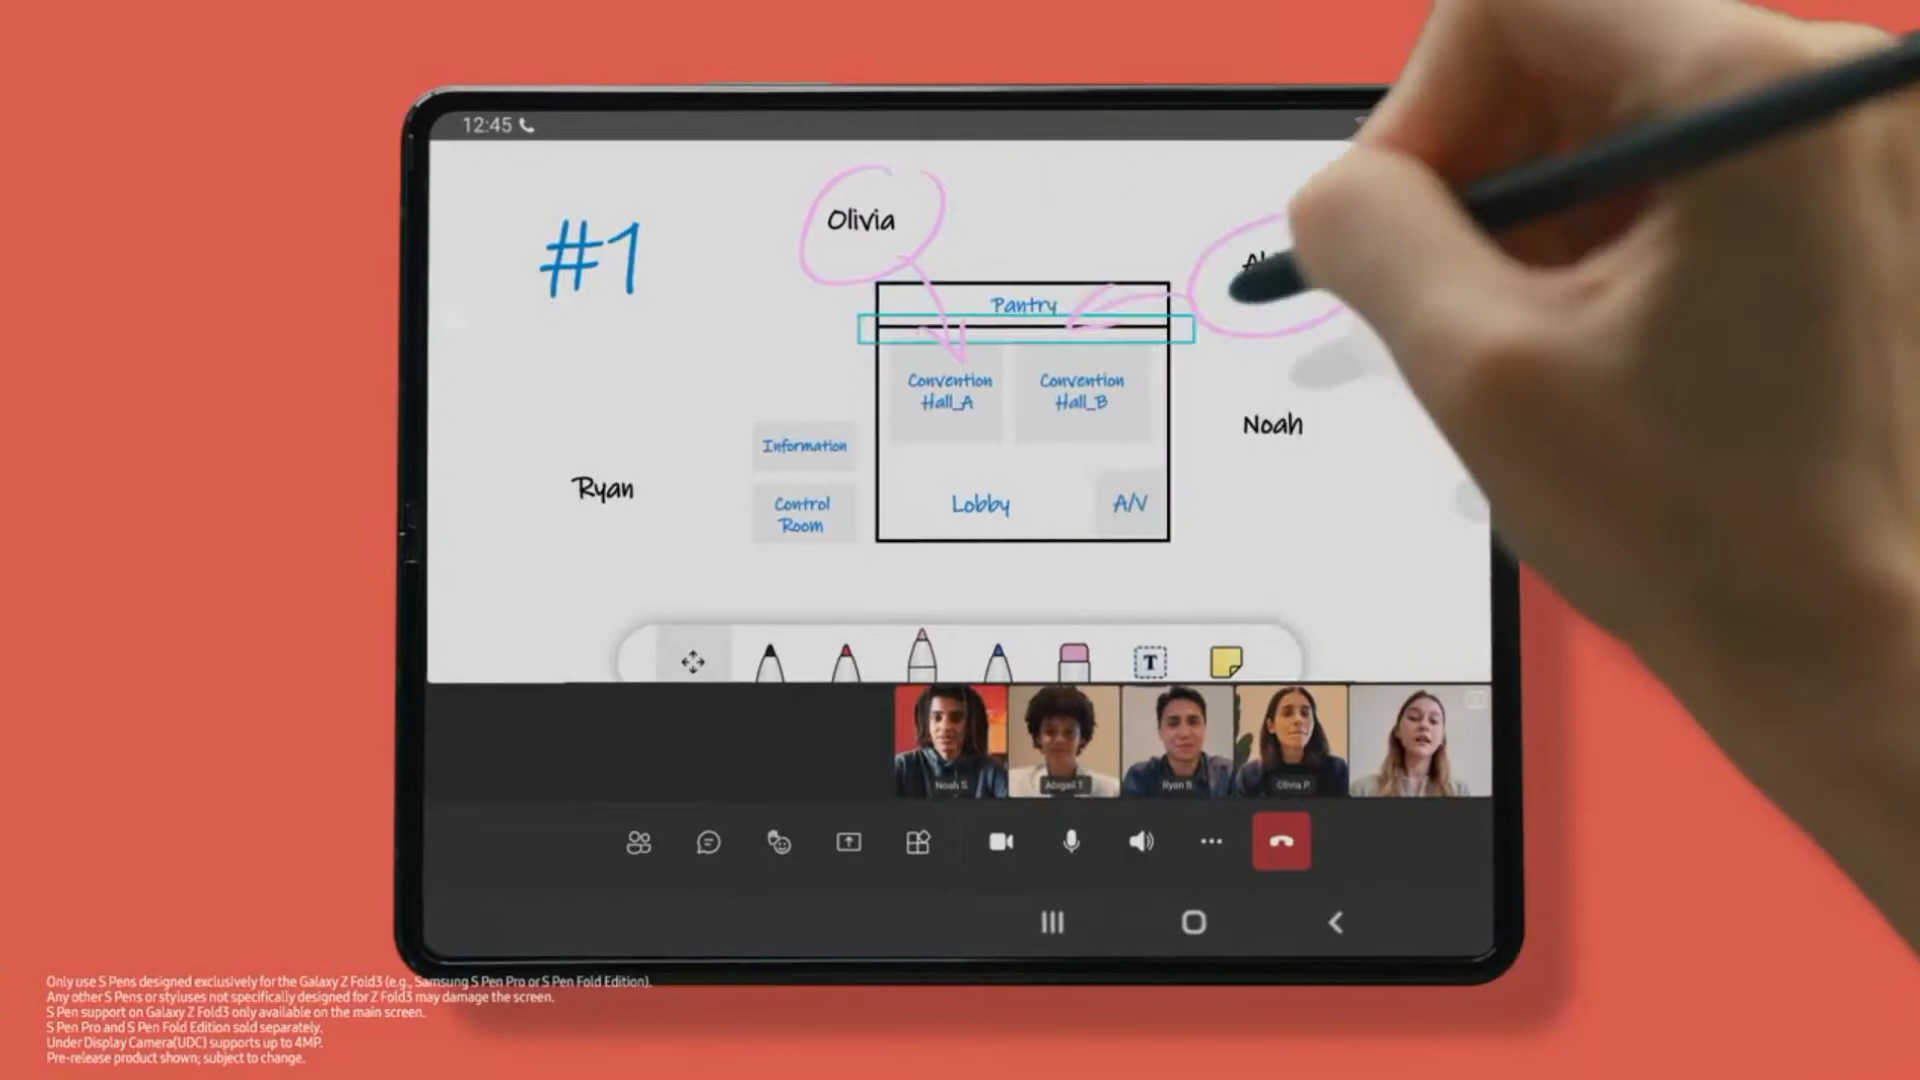 12:45
Olivia
#1
Pantry
Convention
Hall_A
Convention
Hall_B
Noah
Information
Ryan
Control
Room
Lobby
A/V
T
Noah S.
Abigail T.
Ryan B.
Olivia P.
Only use S Pens designed exclusively for the Galaxy Z Fold3 (e.g., Samsung S Pen Pro or S Pen Fold Edition).
Any other S Pens or styluses not specifically designed for Z Fold3 may damage the screen.
S Pen support on Galaxy Z Fold3 only available on the main screen.
S Pen Pro and S Pen Fold Edition sold separately.
Under Display Camera(UDC) supports up to 4MP.
Pre-release product shown; subject to change.